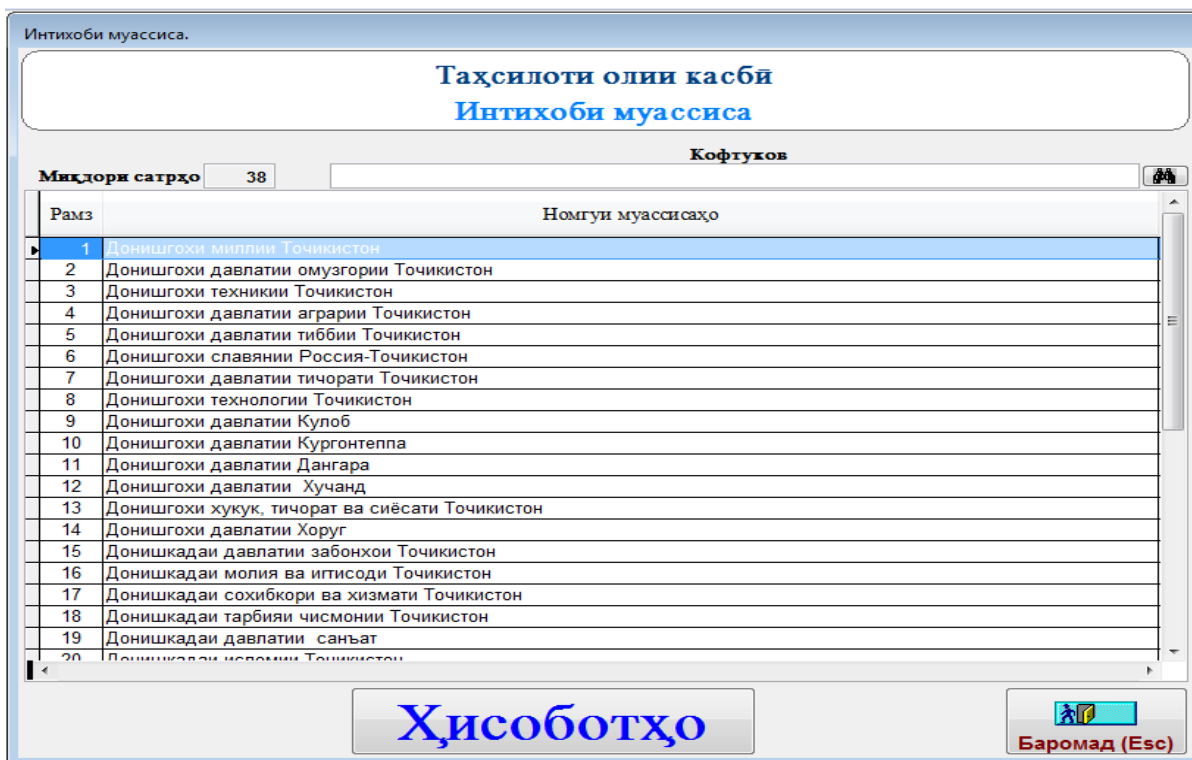 Интихоби муассиса.
Таҳсилоти олии касбӣ
Интихоби муассиса
Кофтуков
Миқдори сатрҳо 38
Рамз Номгуи муассисаҳо
1 Донишгохи миллии Точикистон
2 Донишгохи давлатии омузгории Точикистон
3 Донишгохи техникии Точикистон
4 Донишгохи давлатии аграрии Точикистон
5 Донишгохи давлатии тиббии Точикистон
6 Донишгохи славянии Россия-Точикистон
7 Донишгохи давлатии тичорати Точикистон
8 Донишгохи технологии Точикистон
9 Донишгохи давлатии Кулоб
10 Донишгохи давлатии Кургонтеппа
11 Донишгохи давлатии Дангара
12 Донишгохи давлатии Хучанд
13 Донишгохи хукук, тичорат ва сиёсати Точикистон
14 Донишгохи давлатии Хоруг
15 Донишкадаи давлатии забонхои Точикистон
16 Донишкадаи молия ва игтисоди Точикистон
17 Донишкадаи сохибкори ва хизмати Точикистон
18 Донишкадаи тарбияи чисмонии Точикистон
19 Донишкадаи давлатии санъат
20 Донишкадаи исломии Точикистон
Ҳисоботҳо
Баромад (Esc)